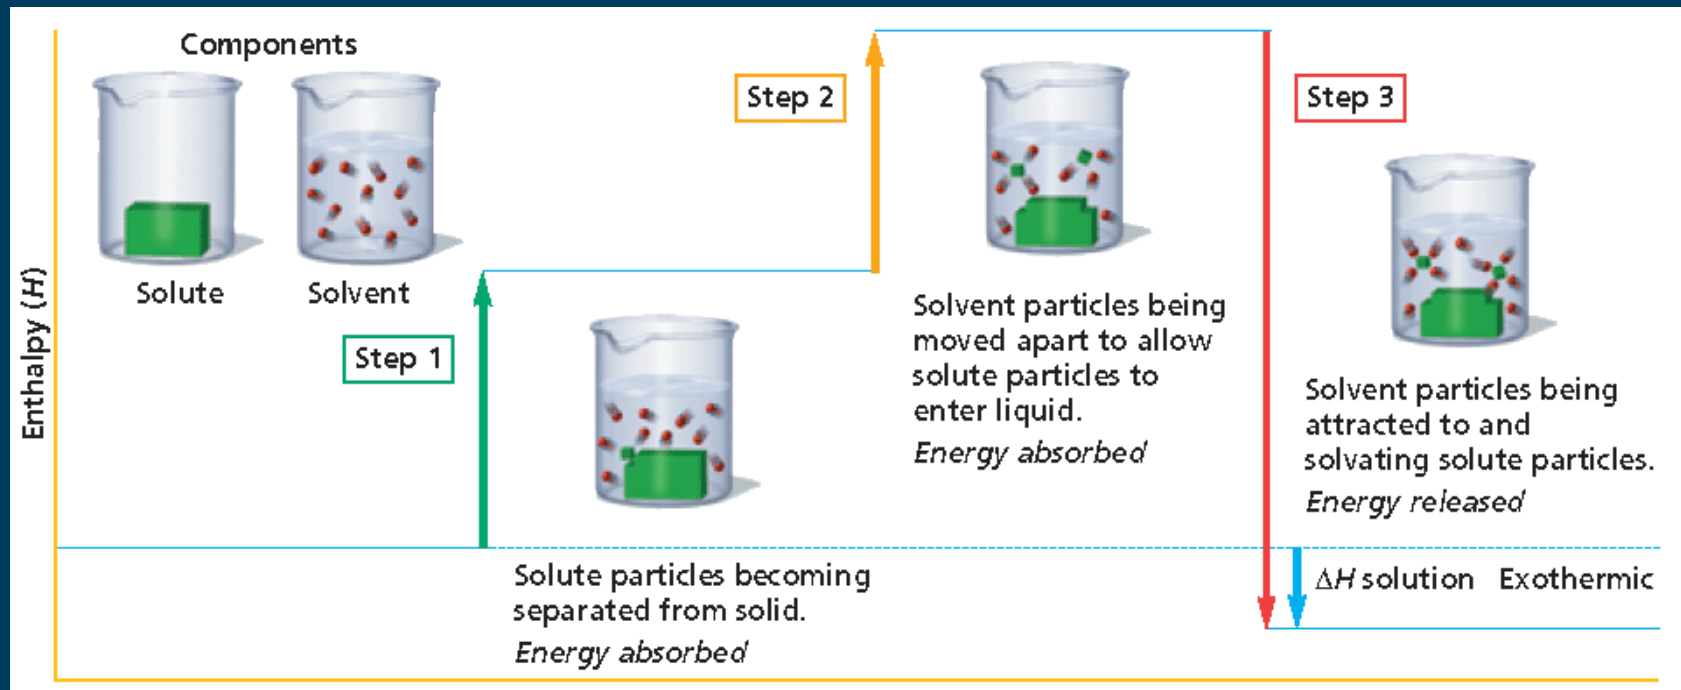 Components
Solute
Solvent
Enthalpy (H)
Step 1
Solute particles becoming
separated from solid.
Energy absorbed
Step 2
Solvent particles being
moved apart to allow
solute particles to
enter liquid.
Energy absorbed
Step 3
Solvent particles being
attracted to and
solvating solute particles.
Energy released
ΔH solution Exothermic